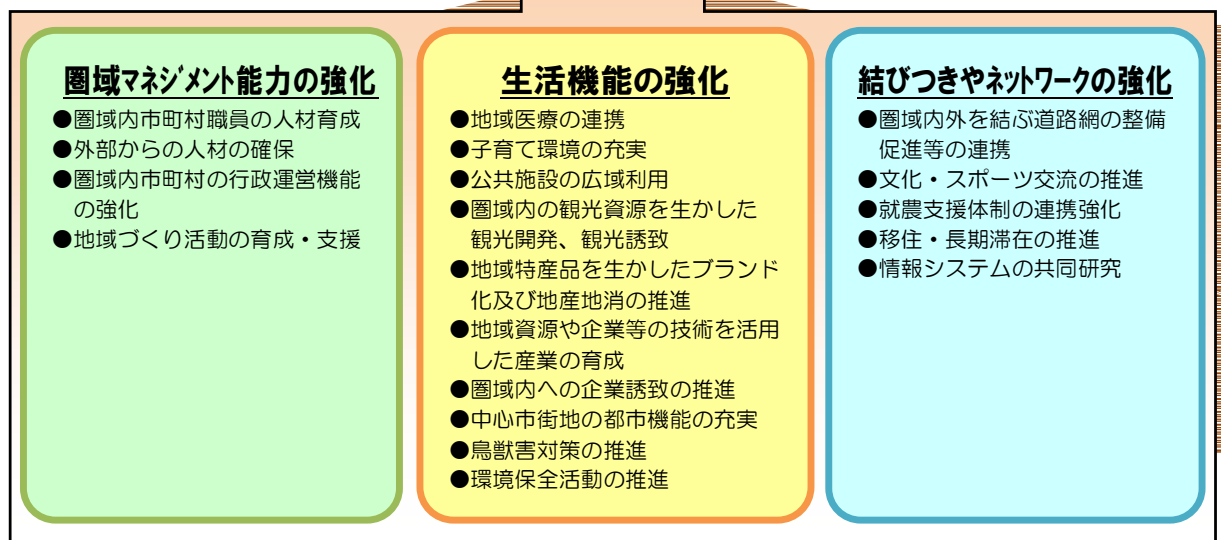 圏域マネジメント能力の強化
●圏域内市町村職員の人材育成
●外部からの人材の確保
●圏域内市町村の行政運営機能
の強化
●地域づくり活動の育成・支援
生活機能の強化
●地域医療の連携
●子育て環境の充実
●公共施設の広域利用
●圏域内の観光資源を生かした
観光開発、観光誘致
●地域特産品を生かしたブランド
化及び地産地消の推進
●地域資源や企業等の技術を活用
した産業の育成
●圏域内への企業誘致の推進
●中心市街地の都市機能の充実
●鳥獣害対策の推進
●環境保全活動の推進
結びつきやネットワークの強化
●圏域内外を結ぶ道路網の整備
促進等の連携
●文化・スポーツ交流の推進
●就農支援体制の連携強化
●移住・長期滞在の推進
●情報システムの共同研究